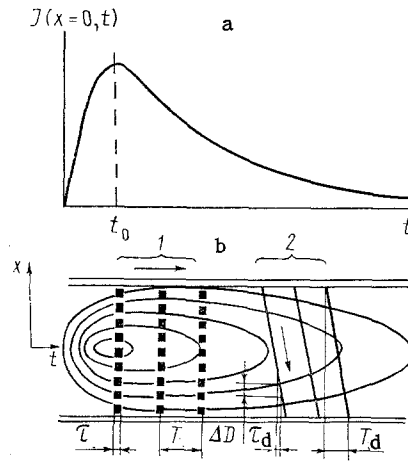 J(x=0,t) a
t₀ t
1 b 2
x
t
τ T ΔD τd Td